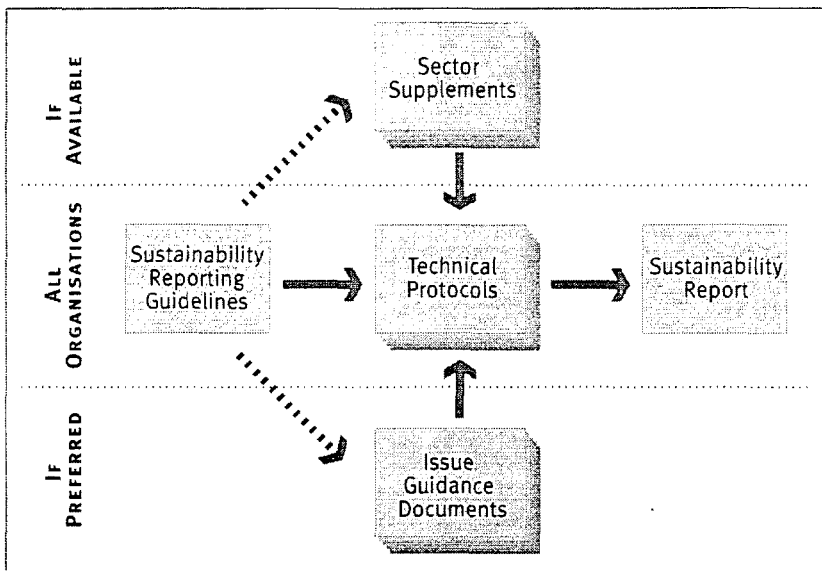 IF
AVAILABLE
Sector
Supplements
ALL
ORGANISATIONS
Sustainability
Reporting
Guidelines
Technical
Protocols
Sustainability
Report
IF
PREFERRED
Issue
Guidance
Documents